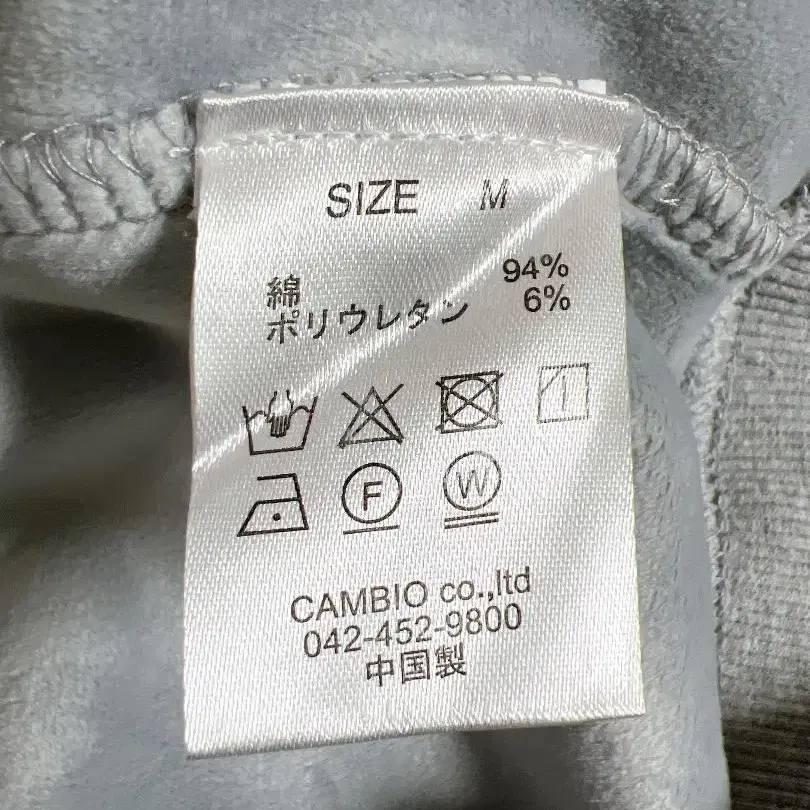 SIZE M
綿 94%
ポリウレタン 6%
F W
CAMBIO co.,ltd
042-452-9800
中国製